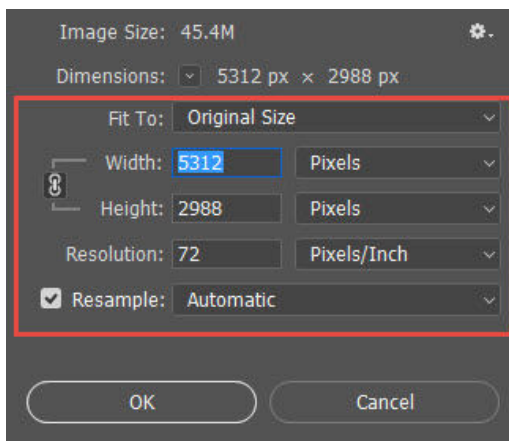 Image Size: 45.4M
Dimensions: 5312 px × 2988 px
Fit To: Original Size
Width: 5312 Pixels
Height: 2988 Pixels
Resolution: 72 Pixels/Inch
Resample: Automatic
OK Cancel